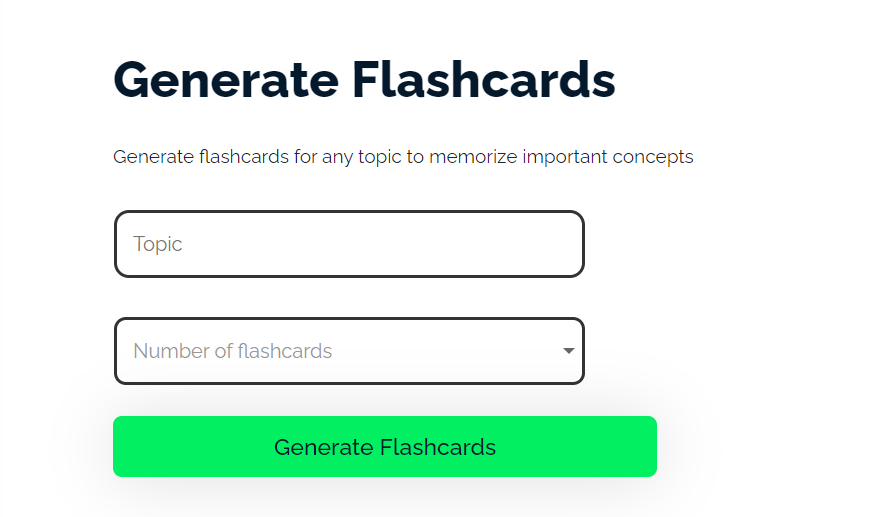 Generate Flashcards
Generate flashcards for any topic to memorize important concepts
Topic
Number of flashcards
Generate Flashcards